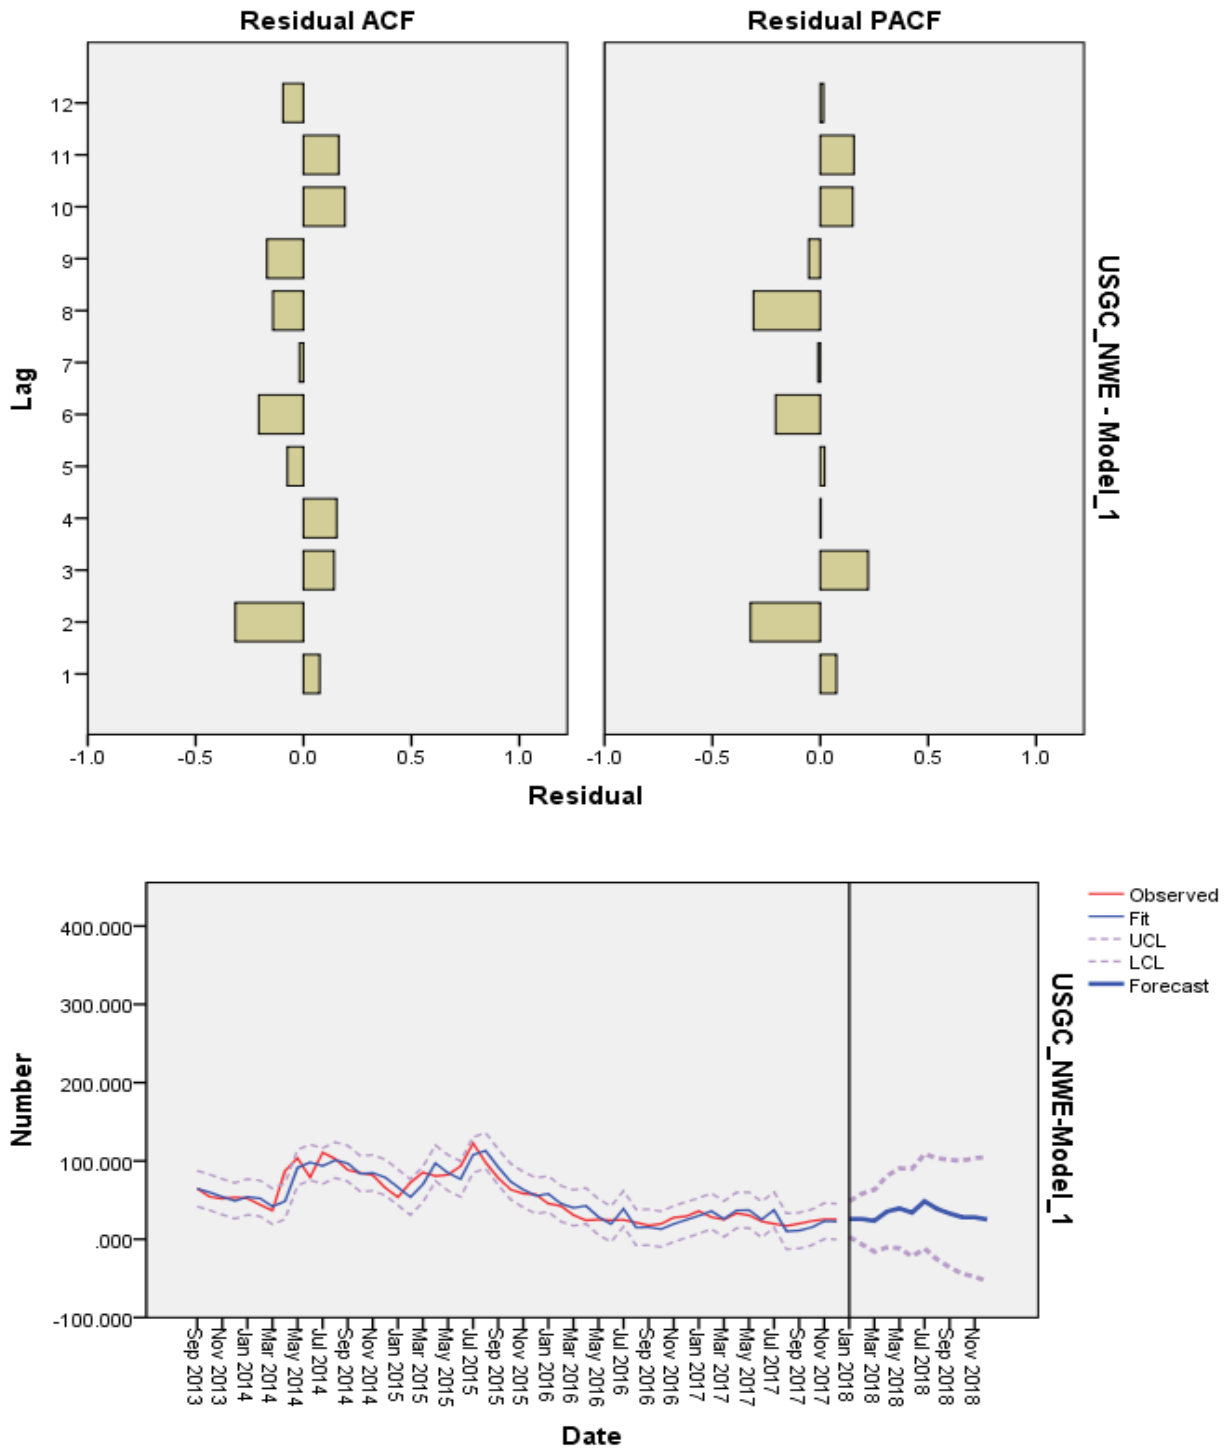 Residual ACF
Residual PACF
Lag
12
11
10
9
8
7
6
5
4
3
2
1
-1.0
-0.5
0.0
0.5
1.0
-1.0
-0.5
0.0
0.5
1.0
Residual
USGC_NWE - Model_1
Number
400.000
300.000
200.000
100.000
.000
-100.000
Sep 2013
Nov 2013
Jan 2014
Mar 2014
May 2014
Jul 2014
Sep 2014
Nov 2014
Jan 2015
Mar 2015
May 2015
Jul 2015
Sep 2015
Nov 2015
Jan 2016
Mar 2016
May 2016
Jul 2016
Sep 2016
Nov 2016
Jan 2017
Mar 2017
May 2017
Jul 2017
Sep 2017
Nov 2017
Jan 2018
Mar 2018
May 2018
Jul 2018
Sep 2018
Nov 2018
Date
USGC_NWE-Model_1
Observed
Fit
UCL
LCL
Forecast